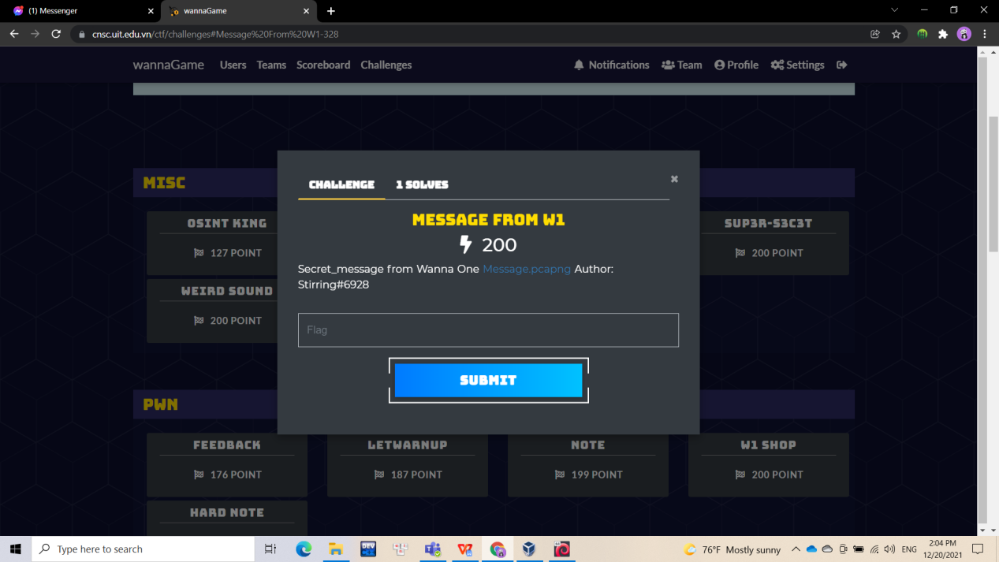 (1) Messenger
wannaGame
cnsc.uit.edu.vn/ctf/challenges#Message%20From%20W1-328
wannaGame Users Teams Scoreboard Challenges Notifications Team Profile Settings
MISC
CHALLENGE 1 SOLVES
MESSAGE FROM W1
200
Secret_message from Wanna One Message.pcapng Author:
Stirring#6928
Flag
SUBMIT
OSINT KING
127 POINT
SUP3R-S3C3T
200 POINT
WEIRD SOUND
200 POINT
PWN
FEEDBACK
176 POINT
LETWARNUP
187 POINT
NOTE
199 POINT
W1 SHOP
200 POINT
HARD NOTE
Type here to search
DEV
76°F Mostly sunny
ENG
2:04 PM
12/20/2021